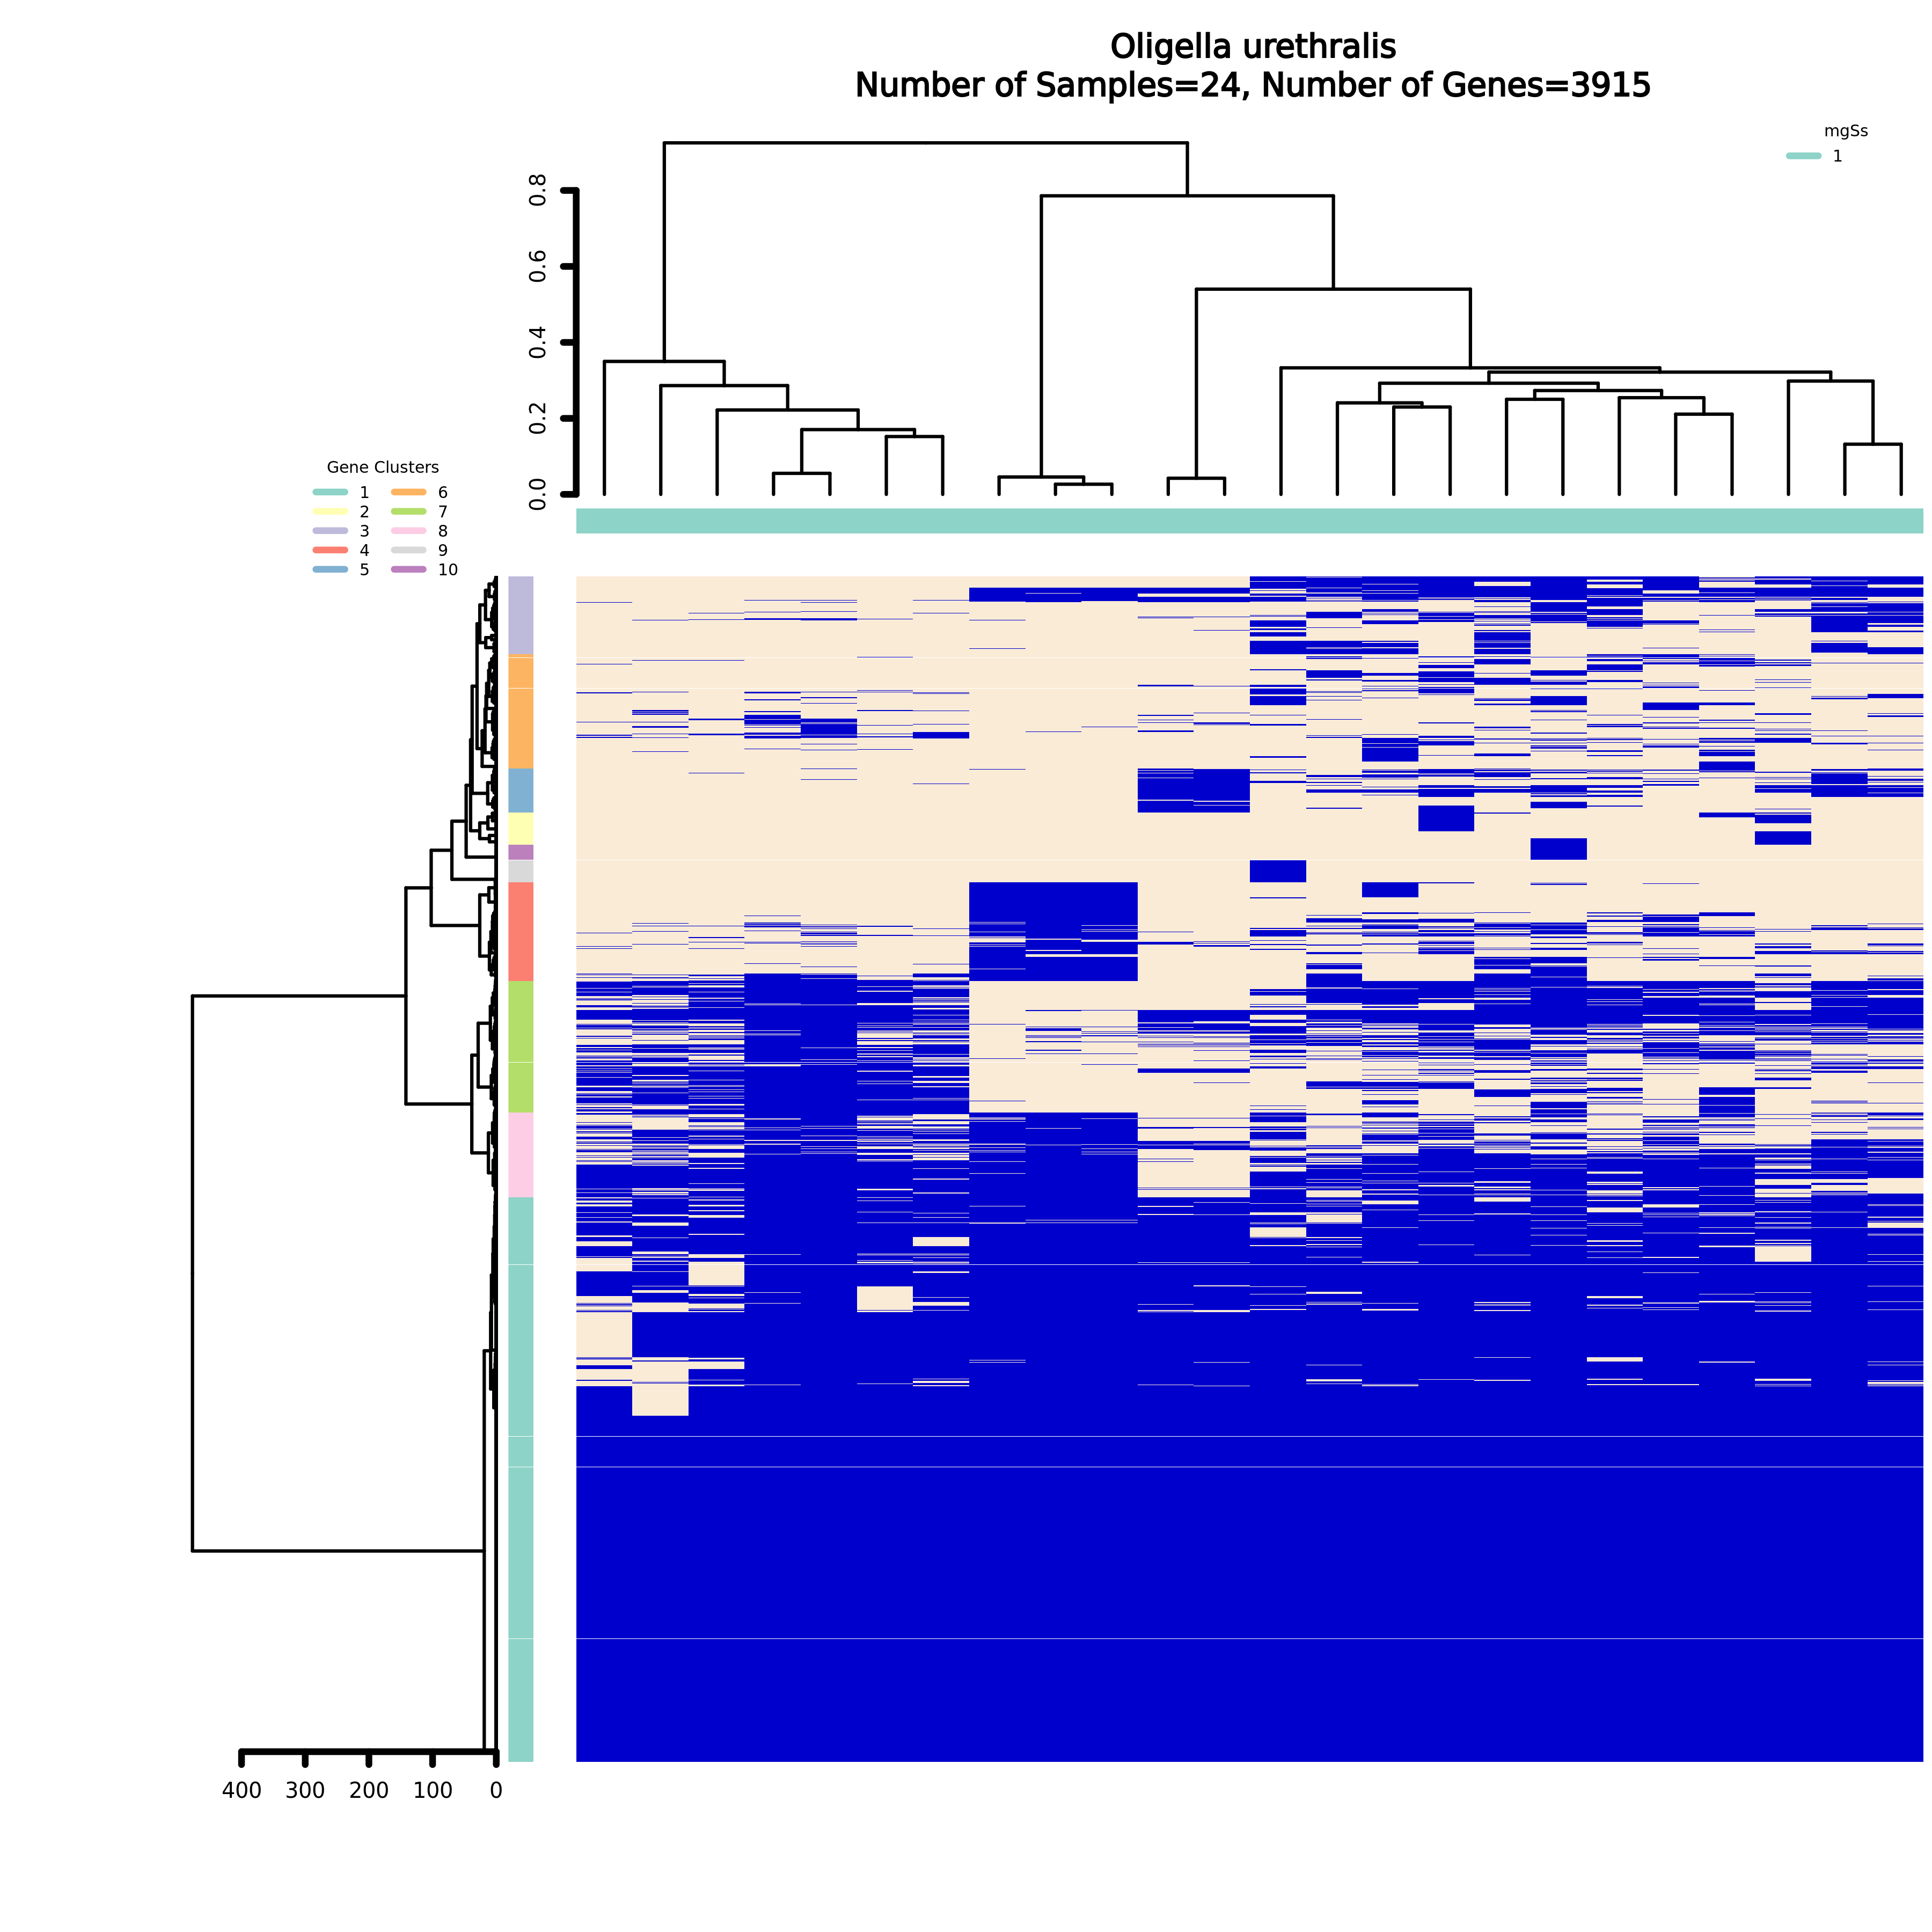 Oligella urethralis
Number of Samples=24, Number of Genes=3915
mgSs
1
0.8
0.6
0.4
0.2
0.0
Gene Clusters
1 6
2 7
3 8
4 9
5 10
400 300 200 100 0